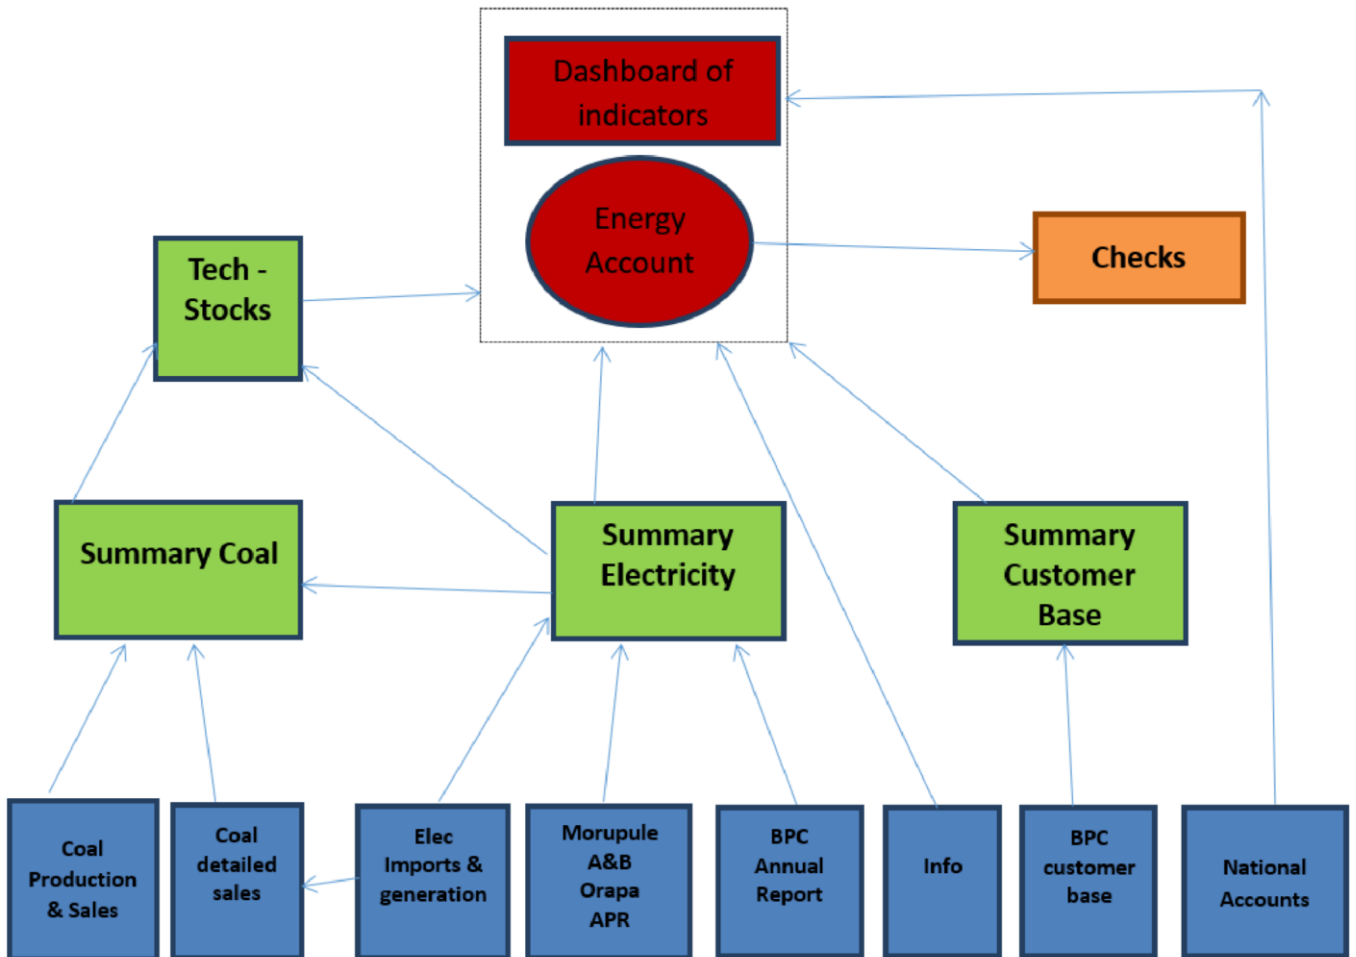 Dashboard of
indicators
Energy
Account
Checks
Tech -
Stocks
Summary Coal
Summary
Electricity
Summary
Customer
Base
Coal
Production
& Sales
Coal
detailed
sales
Elec
Imports &
generation
Morupule
A&B
Orapa
APR
BPC
Annual
Report
Info
BPC
customer
base
National
Accounts